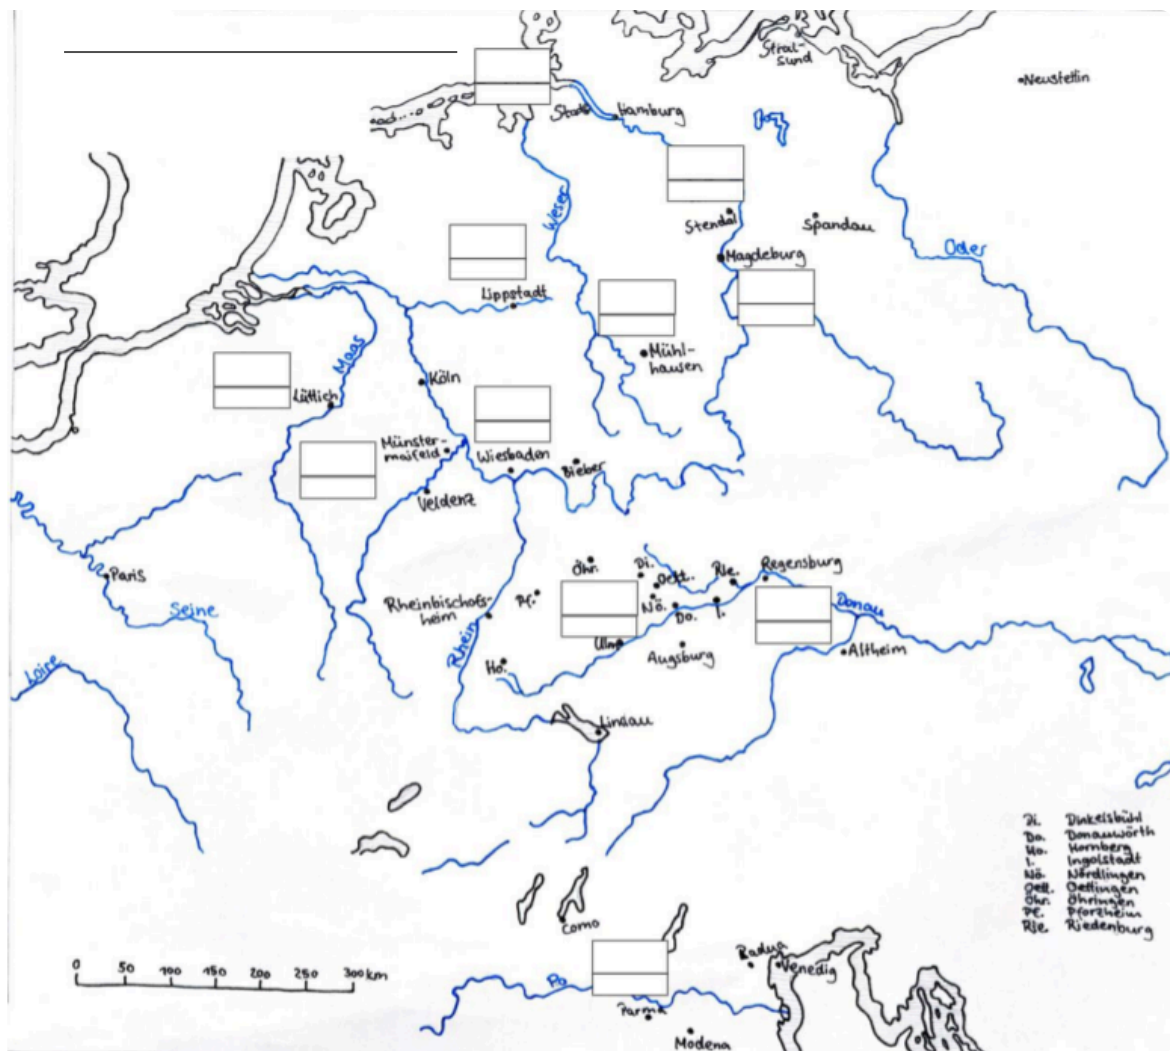 Stral-
sund
Neustettin
Stade
Hamburg
Weser
Stendal
Spandau
Magdeburg
Oder
Lippstadt
Mühl-
hausen
Maas
Köln
Lüttich
Münster-
maifeld
Wiesbaden
Bieber
Veldenz
Paris
Seine
Öhr.
Di.
Oett.
Rie.
Regensburg
Rheinbischofs-
heim
Pf.
Nö.
Do.
I.
Donau
Rhein
Ulm
Augsburg
Altheim
Loire
Ho.
Lindau
Di. Dinkelsbühl
Do. Donauwörth
Ho. Hornberg
I. Ingolstadt
Nö. Nördlingen
Oett. Oettingen
Öhr. Öhringen
Pf. Pforzheim
Rie. Riedenburg
Como
0 50 100 150 200 250 300 km
Po
Padua
Venedig
Parma
Modena